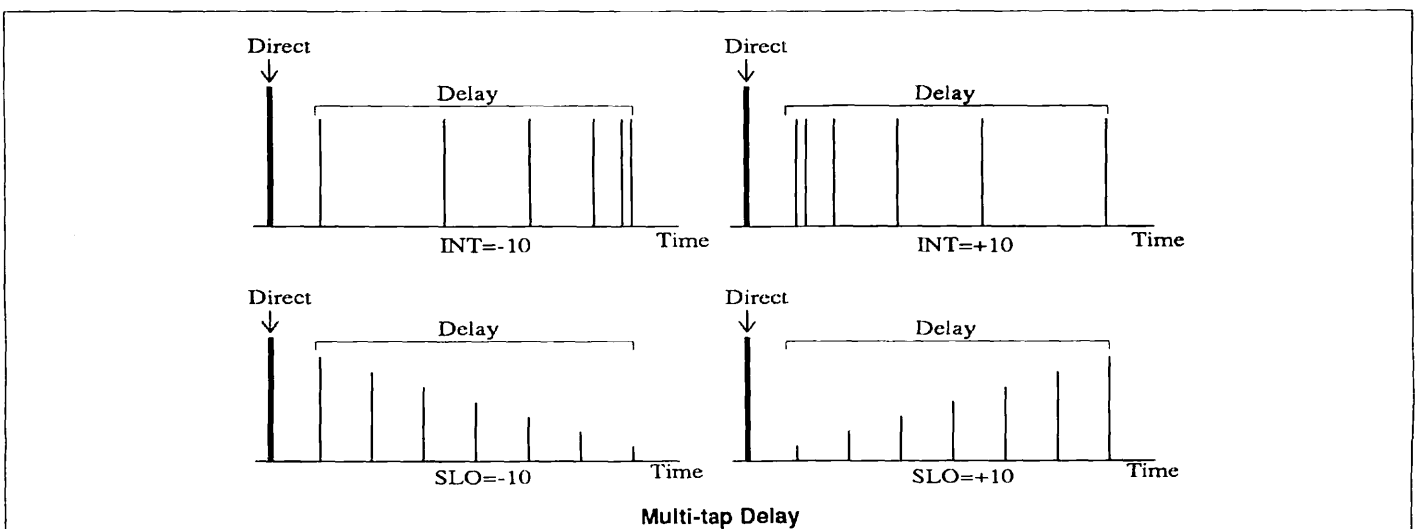 Direct Direct
Delay Delay
INT=-10 Time INT=+10 Time
Direct Direct
Delay Delay
SLO=-10 Time SLO=+10 Time
Multi-tap Delay